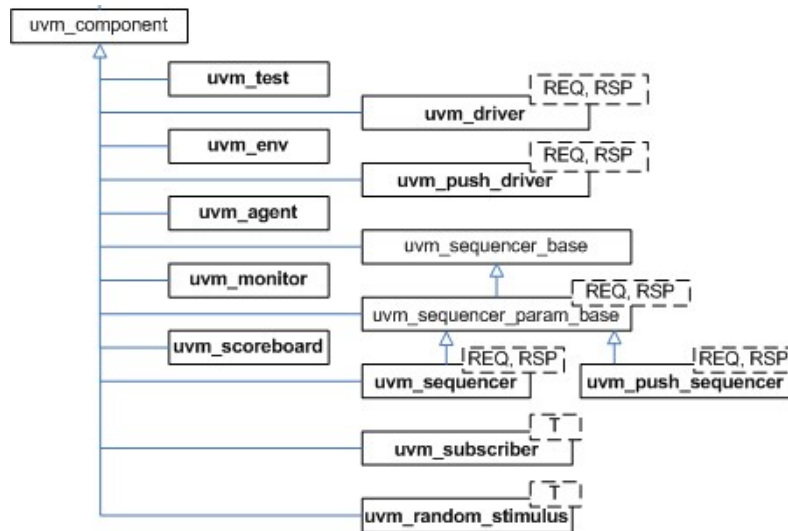 uvm_component
uvm_test
REQ, RSP
uvm_driver
uvm_env
REQ, RSP
uvm_push_driver
uvm_agent
uvm_sequencer_base
uvm_monitor
REQ, RSP
uvm_sequencer_param_base
uvm_scoreboard
REQ, RSP
uvm_sequencer
REQ, RSP
uvm_push_sequencer
T
uvm_subscriber
T
uvm_random_stimulus